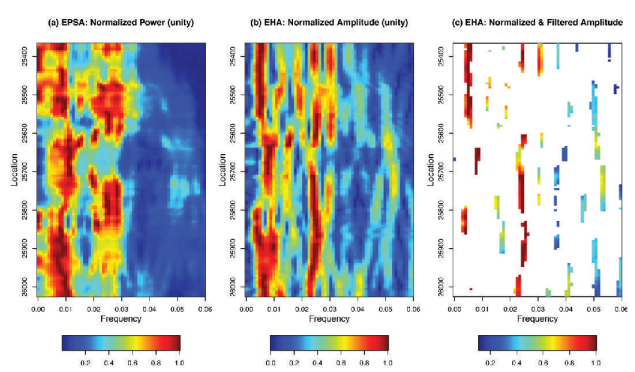 (a) EPSA: Normalized Power (unity)
25400
25500
25600
25700
25800
25900
26000
Location
0.00 0.01 0.02 0.03 0.04 0.05 0.06
Frequency
0.2 0.4 0.6 0.8 1.0
(b) EHA: Normalized Amplitude (unity)
25400
25500
25600
25700
25800
25900
26000
Location
0.00 0.01 0.02 0.03 0.04 0.05 0.06
Frequency
0.0 0.2 0.4 0.6 0.8 1.0
(c) EHA: Normalized & Filtered Amplitude
25400
25500
25600
25700
25800
25900
26000
Location
0.00 0.01 0.02 0.03 0.04 0.05 0.06
Frequency
0.2 0.4 0.6 0.8 1.0